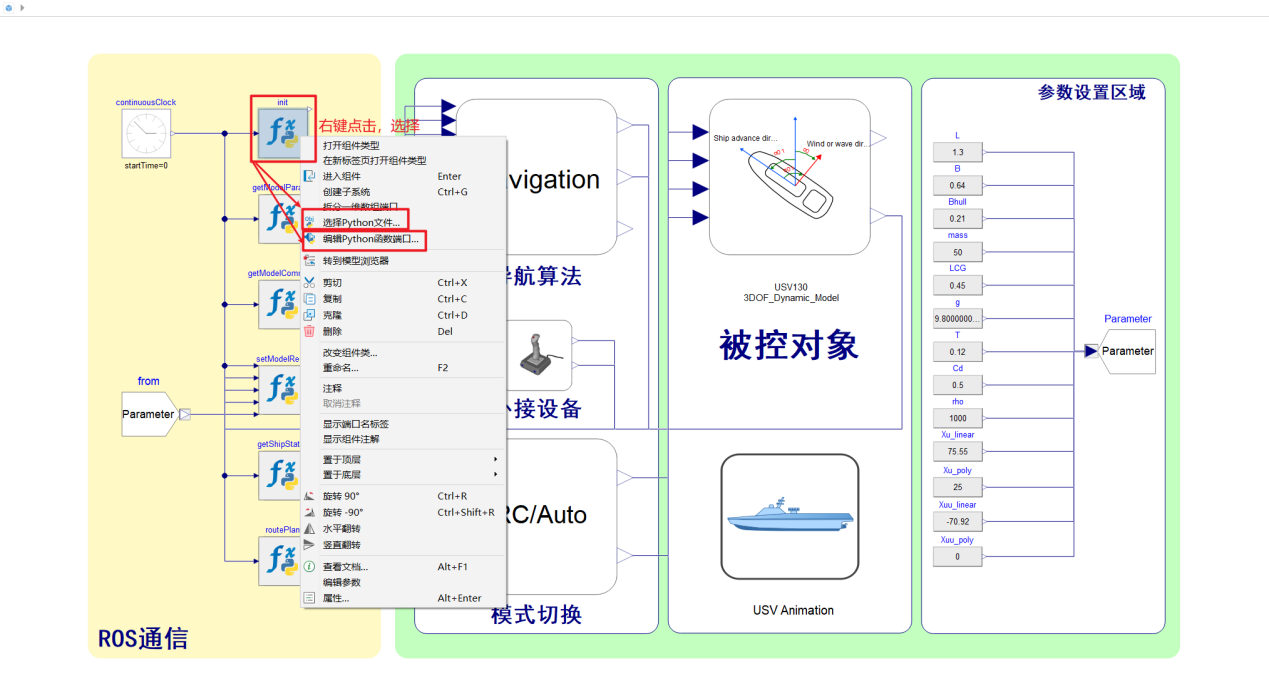 continuousClock
startTime=0
init
右键点击，选择
getModelPara
getModelComm
setModelRe
from
Parameter
getShipStat
routePlan
ROS通信
打开组件类型
在新标签页打开组件类型
进入组件 Enter
创建子系统 Ctrl+G
拆分一维数组端口
选择Python文件...
编辑Python函数端口...
转到模型浏览器
剪切 Ctrl+X
复制 Ctrl+C
克隆 Ctrl+D
删除 Del
改变组件类...
重命名... F2
注释
取消注释
显示端口名标签
显示组件注解
置于顶层
置于底层
旋转 90° Ctrl+R
旋转 -90° Ctrl+Shift+R
水平翻转
竖直翻转
查看文档... Alt+F1
编辑参数
属性... Alt+Enter
vigation
导航算法
外接设备
RC/Auto
模式切换
Ship advance dir...
Wind or wave dir...
USV130
3DOF_Dynamic_Model
被控对象
USV Animation
参数设置区域
L
1.3
B
0.64
Bhull
0.21
mass
50
LCG
0.45
g
9.8000000...
T
0.12
Cd
0.5
rho
1000
Xu_linear
75.55
Xu_poly
25
Xuu_linear
-70.92
Xuu_poly
0
Parameter
Parameter